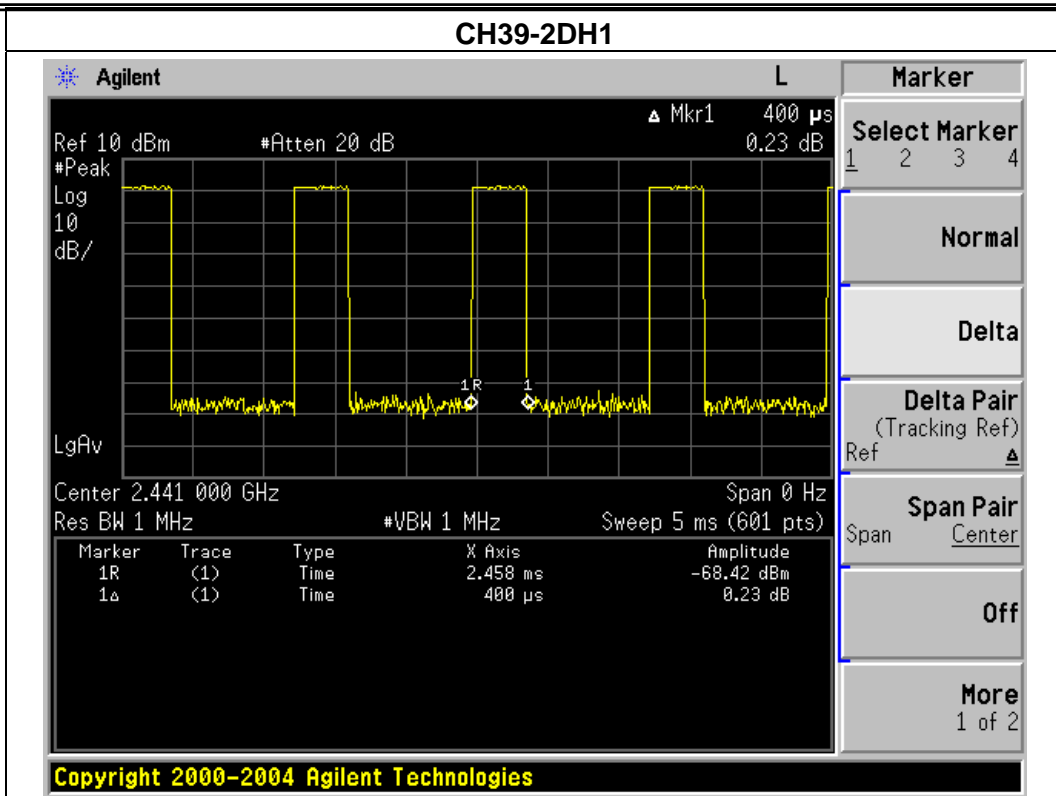 CH39-2DH1
Agilent L
Δ Mkr1 400 µs
Ref 10 dBm #Atten 20 dB 0.23 dB
#Peak
Log
10
dB/
1R 1
LgAv
Center 2.441 000 GHz Span 0 Hz
Res BW 1 MHz #VBW 1 MHz Sweep 5 ms (601 pts)
Marker Trace Type X Axis Amplitude
1R (1) Time 2.458 ms -68.42 dBm
1Δ (1) Time 400 µs 0.23 dB
Marker
Select Marker
1 2 3 4
Normal
Delta
Delta Pair
(Tracking Ref)
Ref Δ
Span Pair
Span Center
Off
More
1 of 2
Copyright 2000-2004 Agilent Technologies